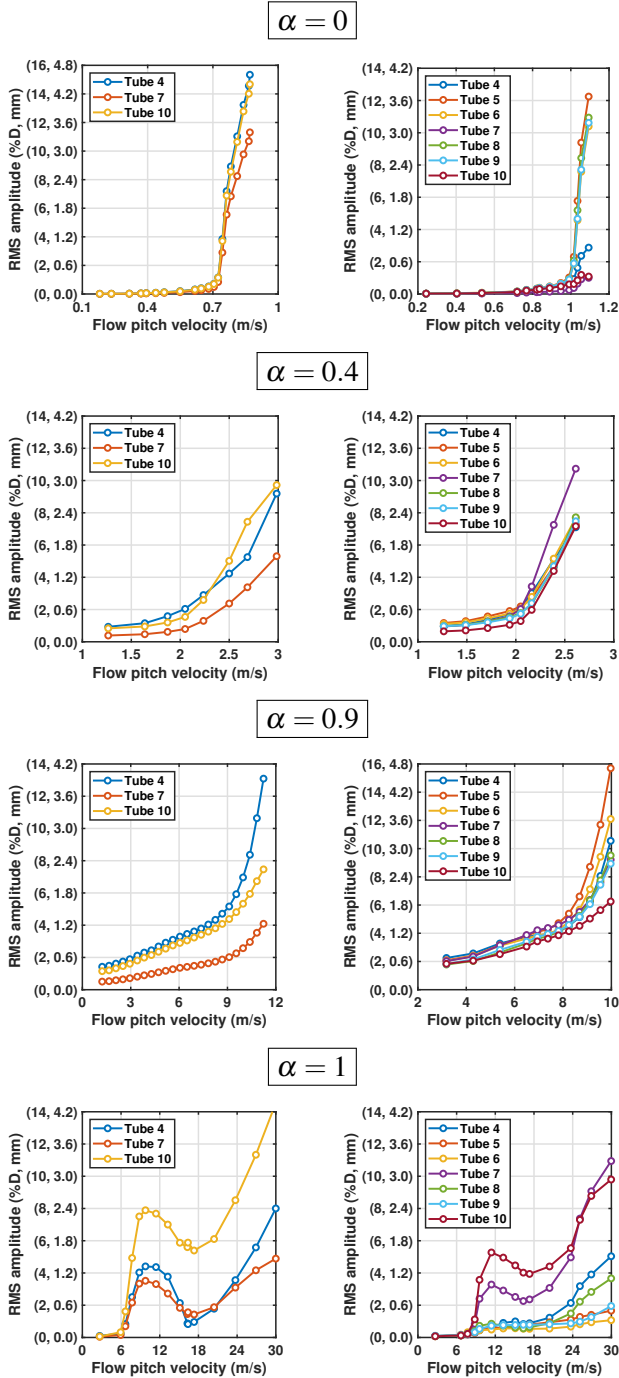 α = 0
(16, 4.8)
(14, 4.2)
(12, 3.6)
(10, 3.0)
(8, 2.4)
(6, 1.8)
(4, 1.2)
(2, 0.6)
(0, 0.0)
RMS amplitude (%D, mm)
Tube 4
Tube 7
Tube 10
0.1
0.4
0.7
1
Flow pitch velocity (m/s)
(14, 4.2)
(12, 3.6)
(10, 3.0)
(8, 2.4)
(6, 1.8)
(4, 1.2)
(2, 0.6)
(0, 0.0)
RMS amplitude (%D, mm)
Tube 4
Tube 5
Tube 6
Tube 7
Tube 8
Tube 9
Tube 10
0.2
0.4
0.6
0.8
1.0
1.2
Flow pitch velocity (m/s)
α = 0.4
(14, 4.2)
(12, 3.6)
(10, 3.0)
(8, 2.4)
(6, 1.8)
(4, 1.2)
(2, 0.6)
(0, 0.0)
RMS amplitude (%D, mm)
Tube 4
Tube 7
Tube 10
1
1.5
2
2.5
3
Flow pitch velocity (m/s)
(14, 4.2)
(12, 3.6)
(10, 3.0)
(8, 2.4)
(6, 1.8)
(4, 1.2)
(2, 0.6)
(0, 0.0)
RMS amplitude (%D, mm)
Tube 4
Tube 5
Tube 6
Tube 7
Tube 8
Tube 9
Tube 10
1
1.5
2
2.5
3
Flow pitch velocity (m/s)
α = 0.9
(14, 4.2)
(12, 3.6)
(10, 3.0)
(8, 2.4)
(6, 1.8)
(4, 1.2)
(2, 0.6)
(0, 0.0)
RMS amplitude (%D, mm)
Tube 4
Tube 7
Tube 10
0
3
6
9
12
Flow pitch velocity (m/s)
(16, 4.8)
(14, 4.2)
(12, 3.6)
(10, 3.0)
(8, 2.4)
(6, 1.8)
(4, 1.2)
(2, 0.6)
(0, 0.0)
RMS amplitude (%D, mm)
Tube 4
Tube 5
Tube 6
Tube 7
Tube 8
Tube 9
Tube 10
2
4
6
8
10
Flow pitch velocity (m/s)
α = 1
(14, 4.2)
(12, 3.6)
(10, 3.0)
(8, 2.4)
(6, 1.8)
(4, 1.2)
(2, 0.6)
(0, 0.0)
RMS amplitude (%D, mm)
Tube 4
Tube 7
Tube 10
0
6
12
18
24
30
Flow pitch velocity (m/s)
(14, 4.2)
(12, 3.6)
(10, 3.0)
(8, 2.4)
(6, 1.8)
(4, 1.2)
(2, 0.6)
(0, 0.0)
RMS amplitude (%D, mm)
Tube 4
Tube 5
Tube 6
Tube 7
Tube 8
Tube 9
Tube 10
0
6
12
18
24
30
Flow pitch velocity (m/s)